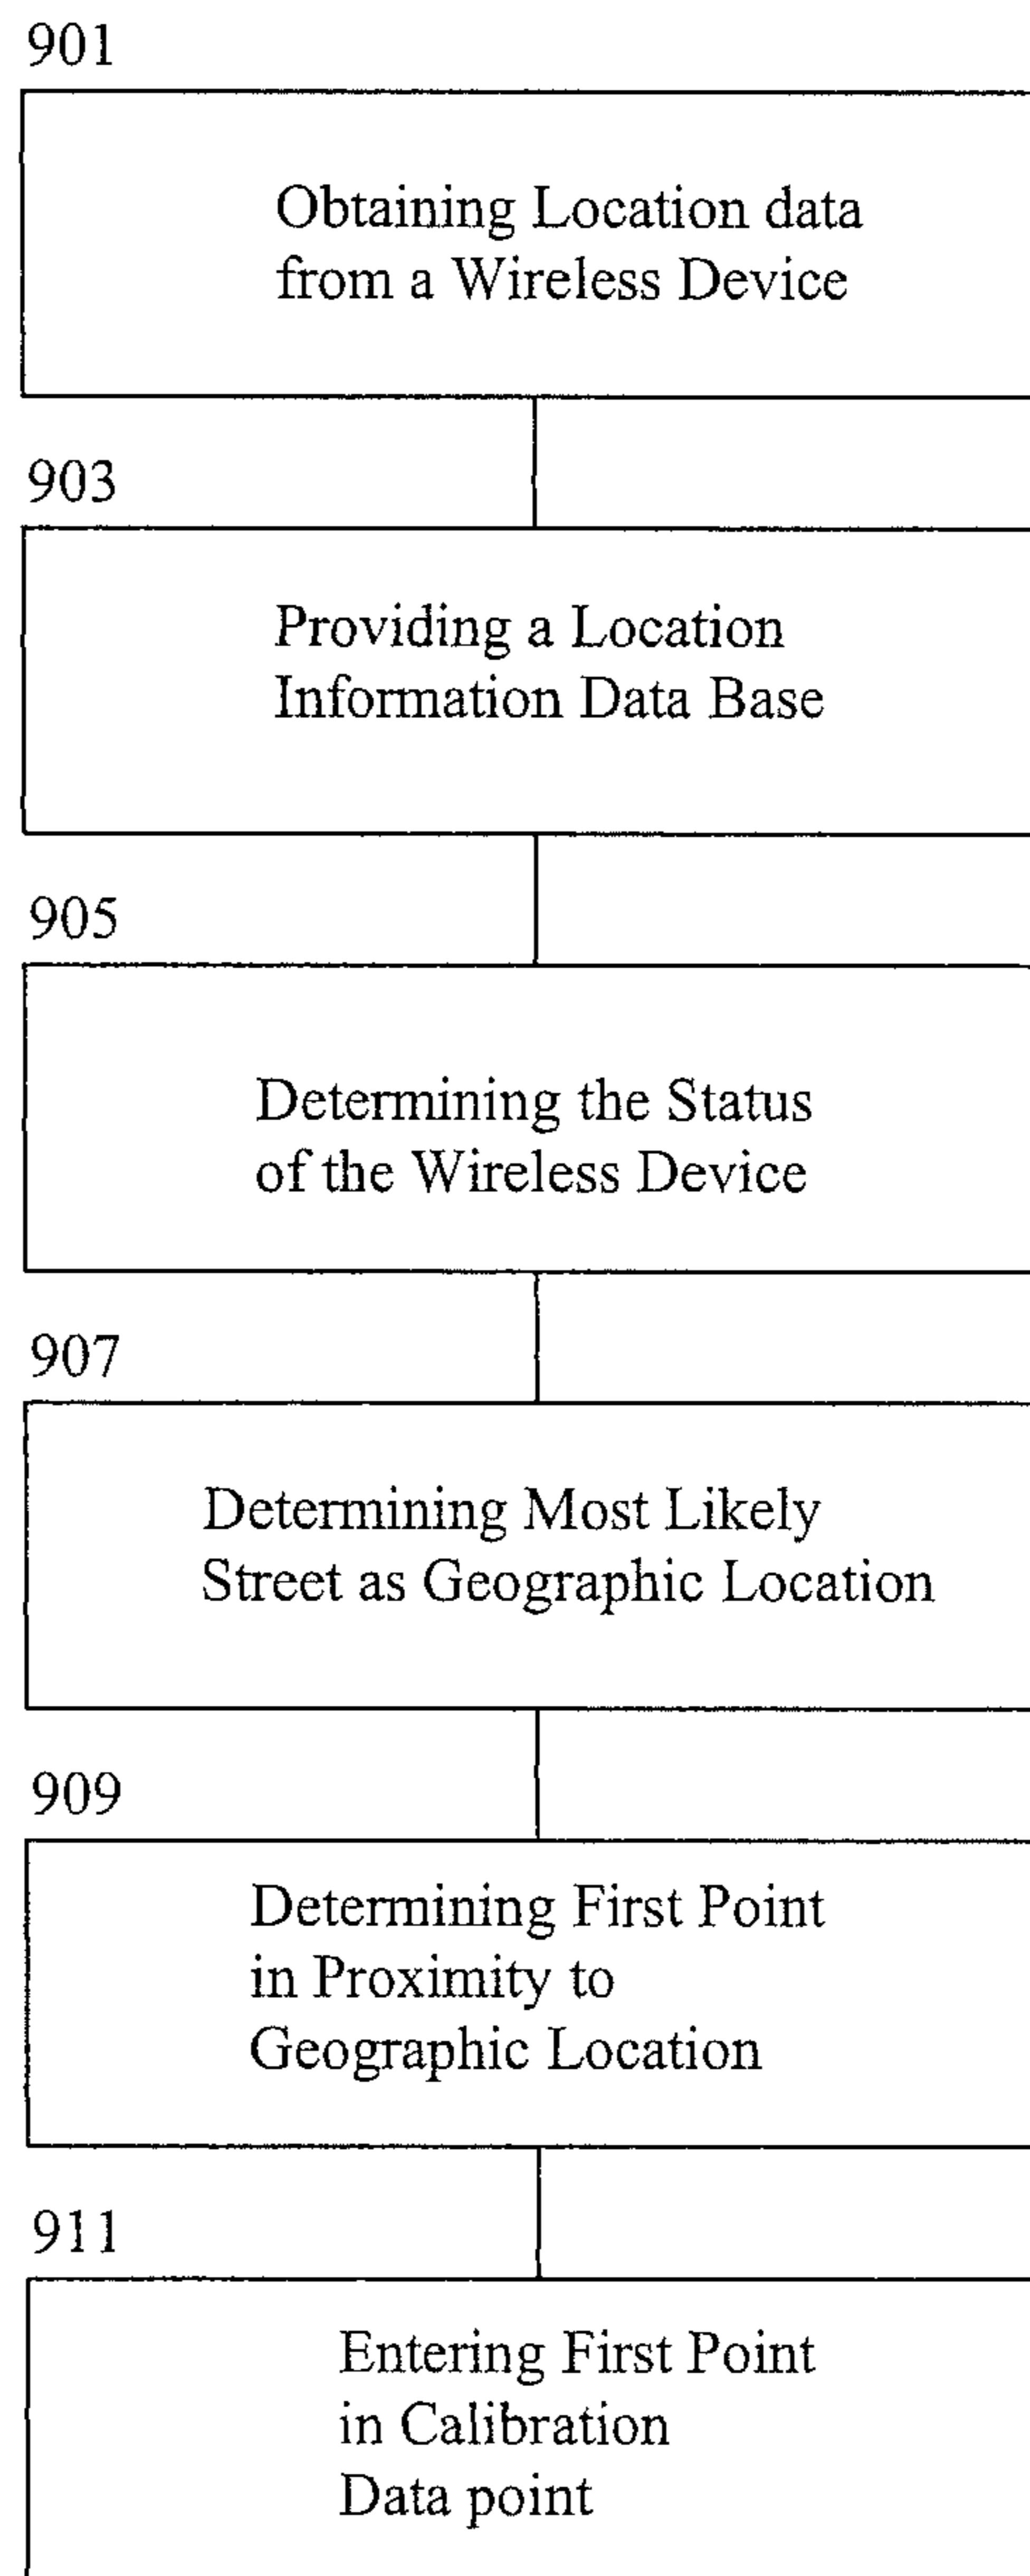 901
Obtaining Location data
from a Wireless Device
903
Providing a Location
Information Data Base
905
Determining the Status
of the Wireless Device
907
Determining Most Likely
Street as Geographic Location
909
Determining First Point
in Proximity to
Geographic Location
911
Entering First Point
in Calibration
Data point